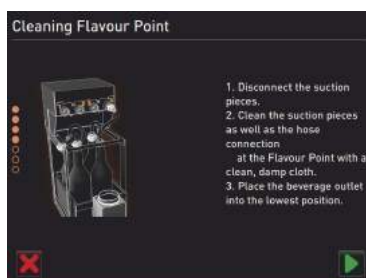 Cleaning Flavour Point
1. Disconnect the suction
pieces.
2. Clean the suction pieces
as well as the hose
connection
at the Flavour Point with a
clean, damp cloth.
3. Place the beverage outlet
into the lowest position.